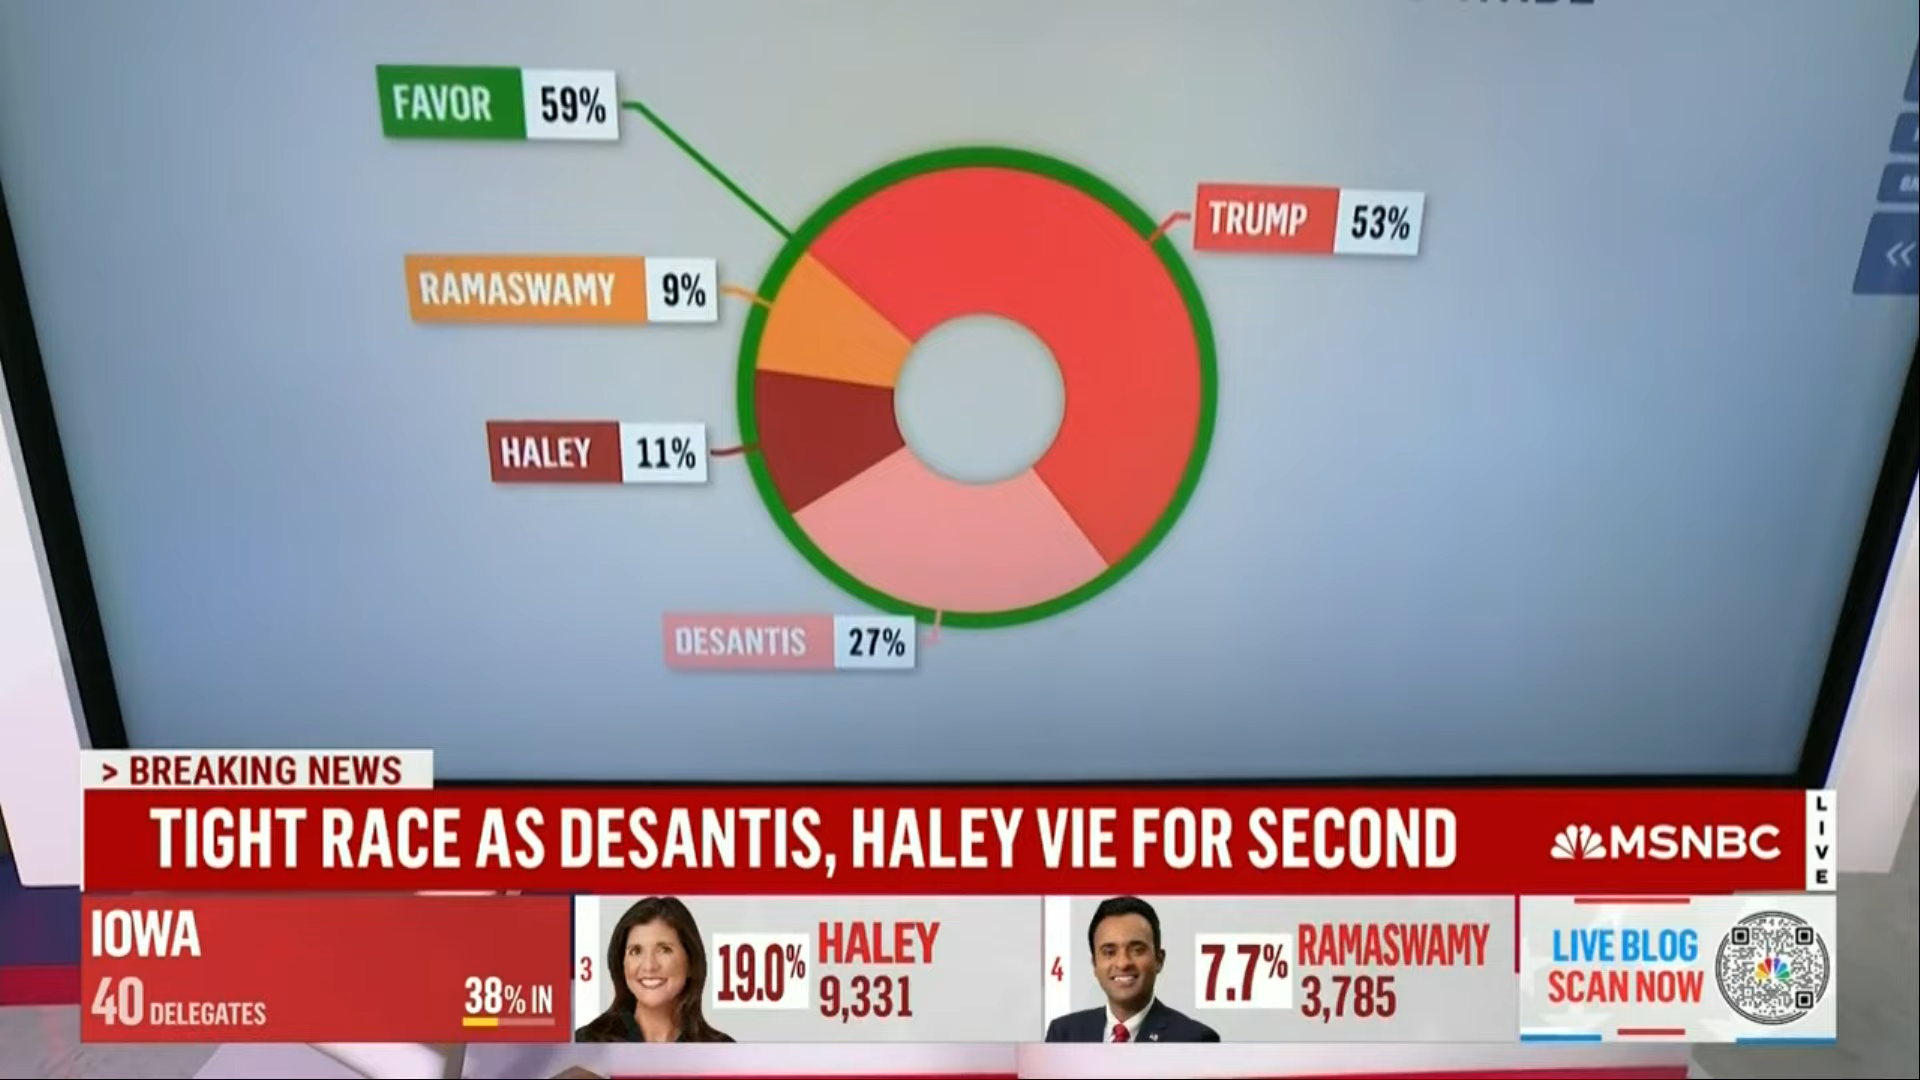 FAVOR 59%
TRUMP 53%
RAMASWAMY 9%
HALEY 11%
DESANTIS 27%
> BREAKING NEWS
TIGHT RACE AS DESANTIS, HALEY VIE FOR SECOND
MSNBC
LIVE
IOWA
40 DELEGATES
38% IN
3
19.0%
HALEY
9,331
4
7.7%
RAMASWAMY
3,785
LIVE BLOG
SCAN NOW